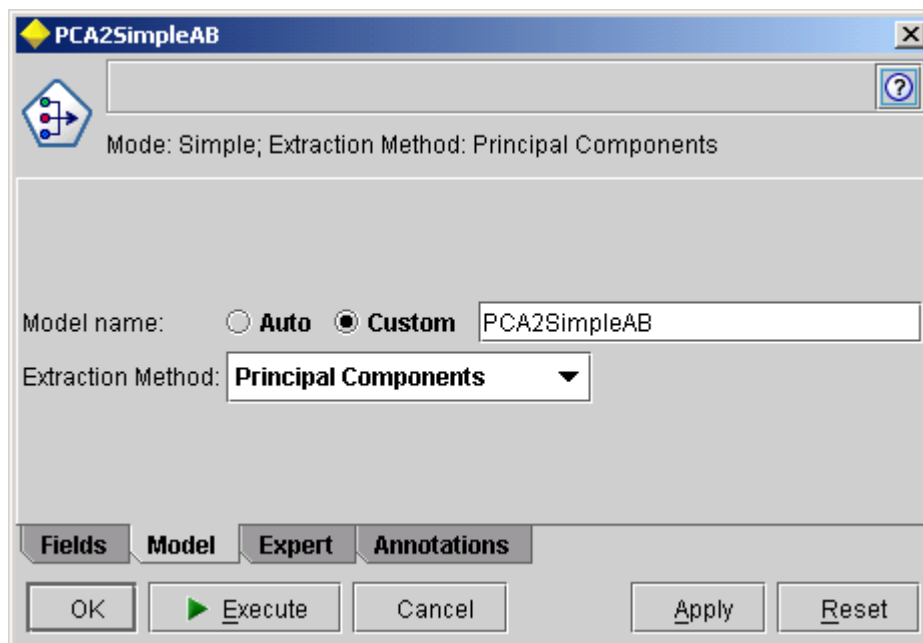 PCA2SimpleAB
Mode: Simple; Extraction Method: Principal Components
Model name: Auto Custom PCA2SimpleAB
Extraction Method: Principal Components
Fields Model Expert Annotations
OK Execute Cancel Apply Reset